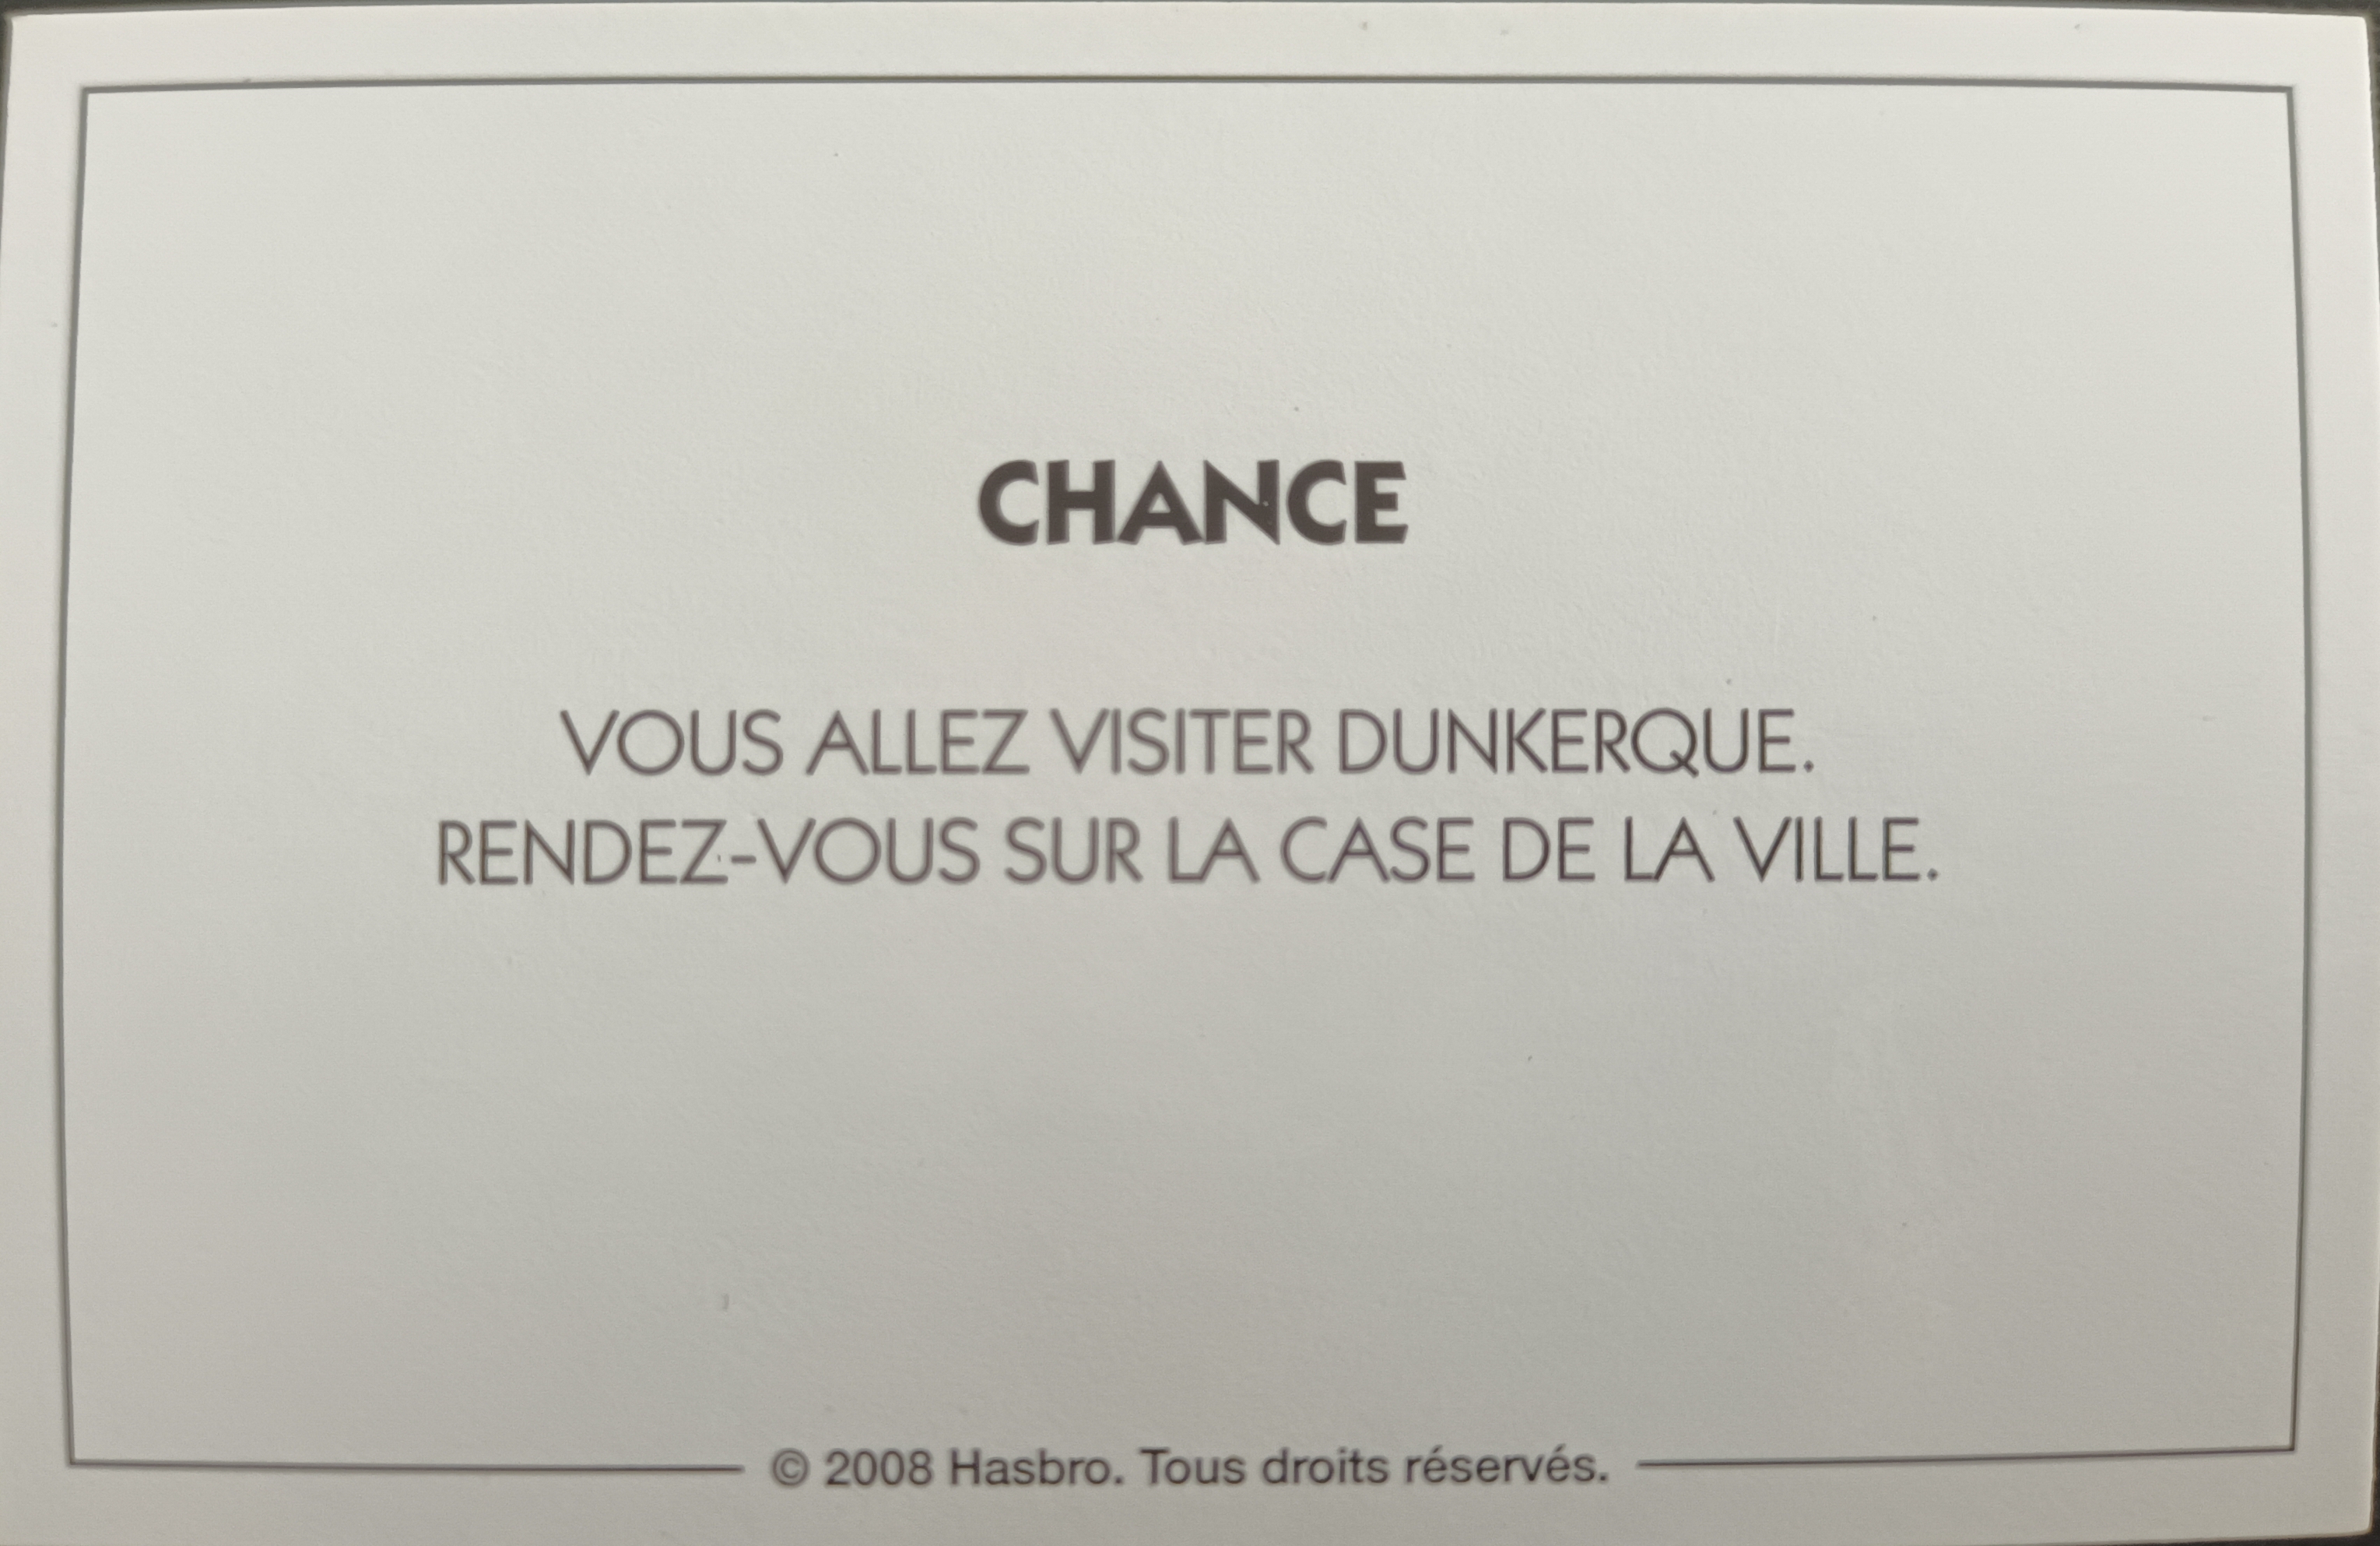 CHANCE
VOUS ALLEZ VISITER DUNKERQUE.
RENDEZ-VOUS SUR LA CASE DE LA VILLE.
© 2008 Hasbro. Tous droits réservés.